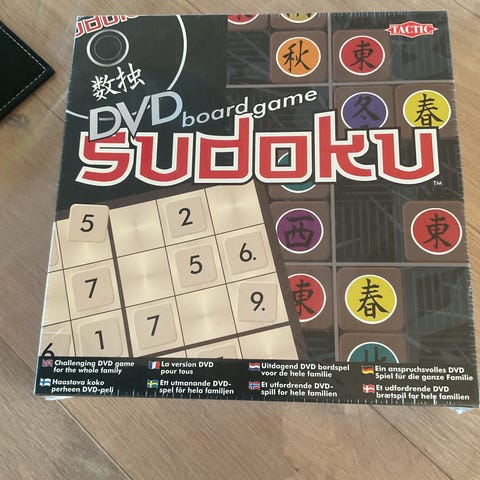 SUDOKU
数独
TACTIC
DVD board game
sudoku™
秋 東
冬 春
西 東
東 春
5 2
7 5 6.
9.
6 1 7
Challenging DVD game
for the whole family
La version DVD
pour tous
Uitdagend DVD bordspel
voor de hele familie
Ein anspruchsvolles DVD
Spiel für die ganze Familie
Haastava koko
perheen DVD-peli
Ett utmanande DVD-
spel för hela familjen
Et utfordrende DVD-
spill for hele familien
Et udfordrende DVD
brætspil for hele familien